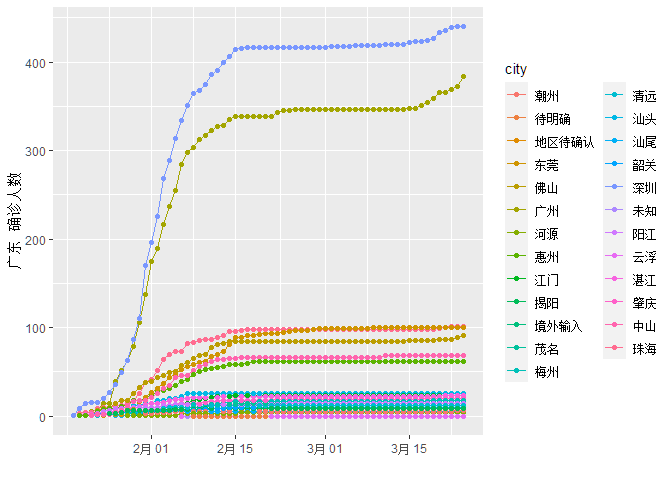 400
300
200
100
0
广东 确诊人数
2月 01
2月 15
3月 01
3月 15
city
潮州
待明确
地区待确认
东莞
佛山
广州
河源
惠州
江门
揭阳
境外输入
茂名
梅州
清远
汕头
汕尾
韶关
深圳
未知
阳江
云浮
湛江
肇庆
中山
珠海